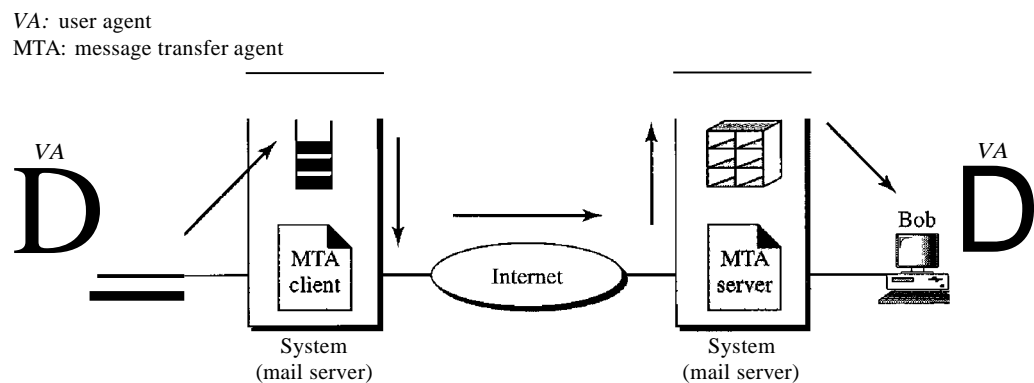 VA: user agent
MTA: message transfer agent
VA
D
MTA
client
System
(mail server)
Internet
MTA
server
System
(mail server)
Bob
VA
D